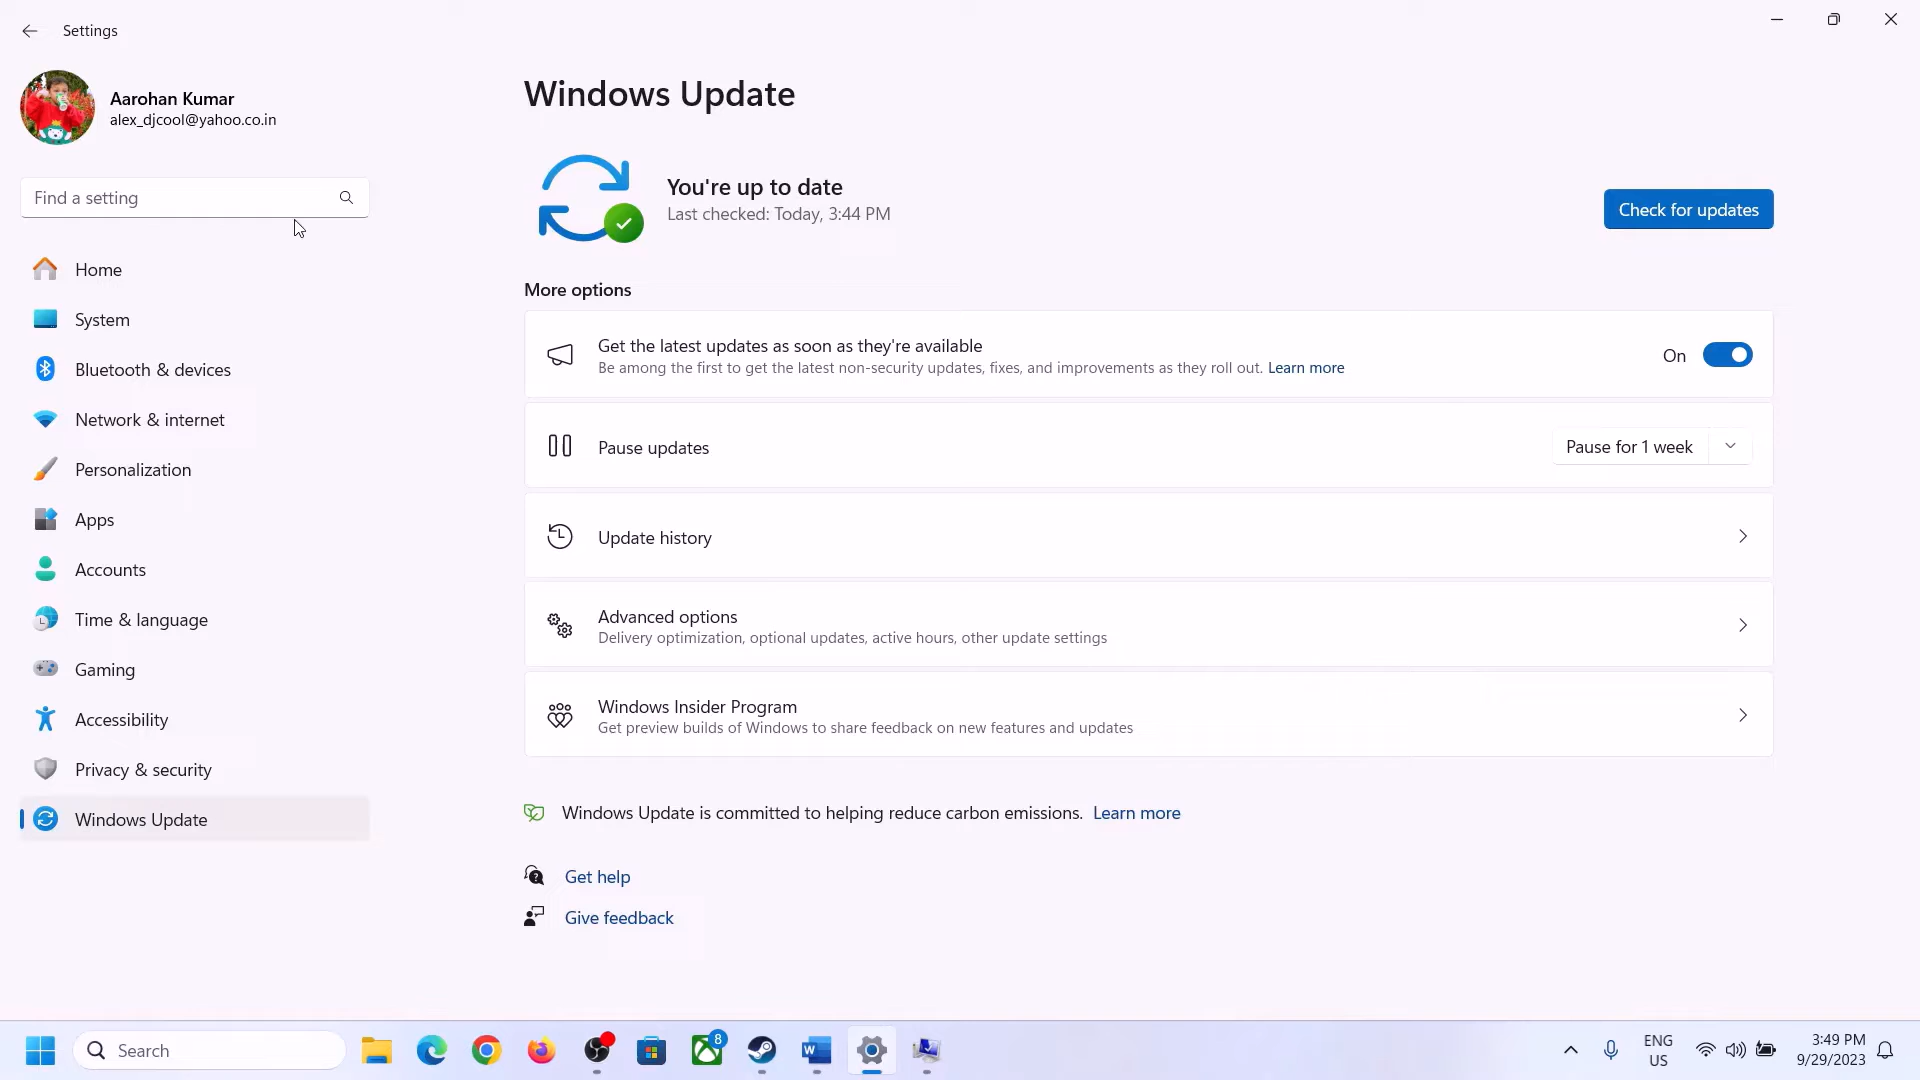 Settings
Aarohan Kumar
alex_djcool@yahoo.co.in
Find a setting
Home
System
Bluetooth & devices
Network & internet
Personalization
Apps
Accounts
Time & language
Gaming
Accessibility
Privacy & security
Windows Update
Windows Update
You're up to date
Last checked: Today, 3:44 PM
Check for updates
More options
Get the latest updates as soon as they're available
Be among the first to get the latest non-security updates, fixes, and improvements as they roll out. Learn more
On
Pause updates
Pause for 1 week
Update history
Advanced options
Delivery optimization, optional updates, active hours, other update settings
Windows Insider Program
Get preview builds of Windows to share feedback on new features and updates
Windows Update is committed to helping reduce carbon emissions. Learn more
Get help
Give feedback
Search
8
W
ENG
US
3:49 PM
9/29/2023